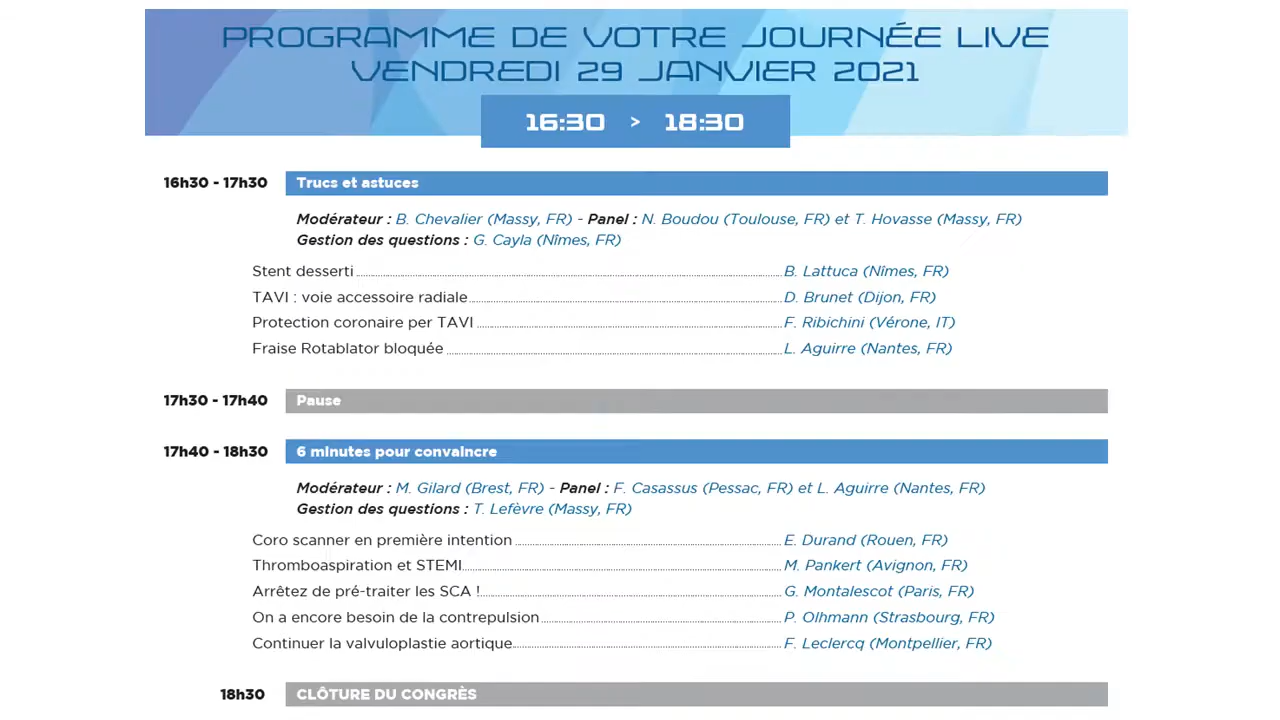 PROGRAMME DE VOTRE JOURNÉE LIVE
VENDREDI 29 JANVIER 2021
16:30 > 18:30
16h30 - 17h30 Trucs et astuces
Modérateur : B. Chevalier (Massy, FR) - Panel : N. Boudou (Toulouse, FR) et T. Hovasse (Massy, FR)
Gestion des questions : G. Cayla (Nîmes, FR)
Stent desserti B. Lattuca (Nîmes, FR)
TAVI : voie accessoire radiale D. Brunet (Dijon, FR)
Protection coronaire per TAVI F. Ribichini (Vérone, IT)
Fraise Rotablator bloquée L. Aguirre (Nantes, FR)
17h30 - 17h40 Pause
17h40 - 18h30 6 minutes pour convaincre
Modérateur : M. Gilard (Brest, FR) - Panel : F. Casassus (Pessac, FR) et L. Aguirre (Nantes, FR)
Gestion des questions : T. Lefèvre (Massy, FR)
Coro scanner en première intention E. Durand (Rouen, FR)
Thromboaspiration et STEMI M. Pankert (Avignon, FR)
Arrêtez de pré-traiter les SCA ! G. Montalescot (Paris, FR)
On a encore besoin de la contrepulsion P. Olhmann (Strasbourg, FR)
Continuer la valvuloplastie aortique F. Leclercq (Montpellier, FR)
18h30 CLÔTURE DU CONGRÈS